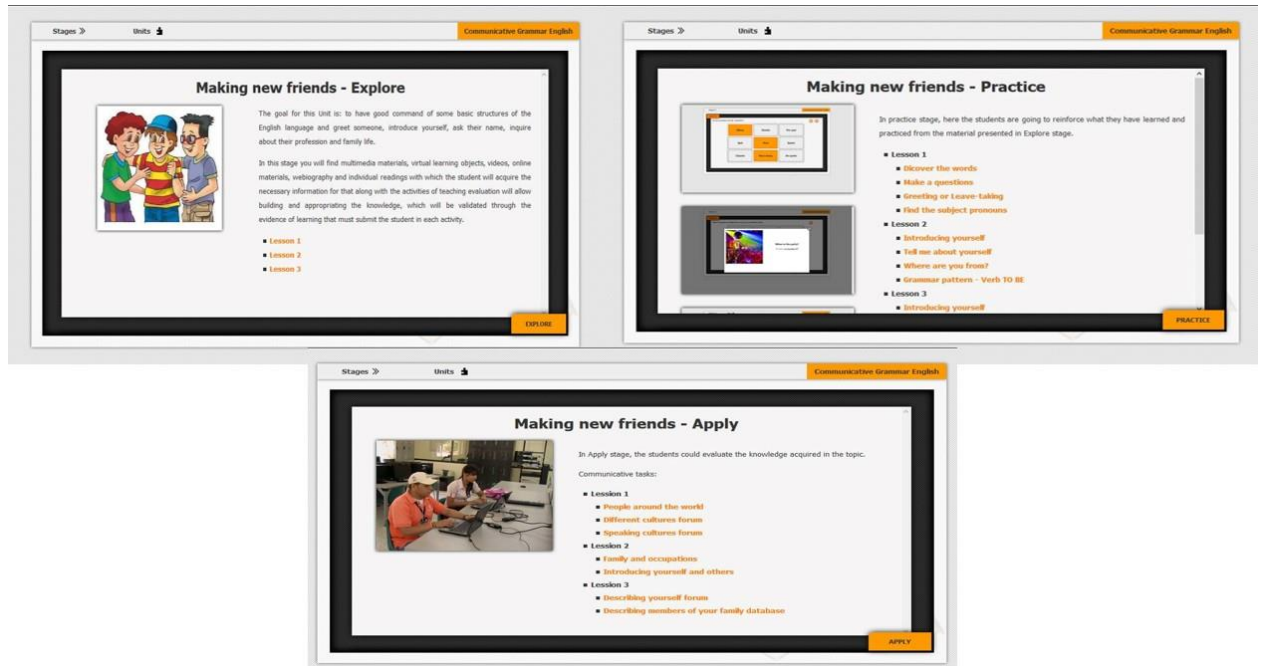 Stages »
Units
Communicative Grammar English
Making new friends - Explore
The goal for this Unit is: to have good command of some basic structures of the
English language and greet someone, introduce yourself, ask their name, inquire
about their profession and family life.
In this stage you will find multimedia materials, virtual learning objects, videos, online
materials, webiography and individual readings with which the student will acquire the
necessary information for that along with the activities of teaching evaluation will allow
building and appropriating the knowledge, which will be validated through the
evidence of learning that must submit the student in each activity.
Lesson 1
Lesson 2
Lesson 3
EXPLORE
Stages »
Units
Communicative Grammar English
Making new friends - Practice
In practice stage, here the students are going to reinforce what they have learned and
practiced from the material presented in Explore stage.
Lesson 1
Dicover the words
Make a questions
Greeting or Leave-taking
Find the subject pronouns
Lesson 2
Introducing yourself
Tell me about yourself
Where are you from?
Grammar pattern - Verb TO BE
Lesson 3
Introducing yourself
PRACTICE
Stages »
Units
Communicative Grammar English
Making new friends - Apply
In Apply stage, the students could evaluate the knowledge acquired in the topic.
Communicative tasks:
Lession 1
People around the world
Different cultures forum
Speaking cultures forum
Lession 2
Family and occupations
Introducing yourself and others
Lession 3
Describing yourself forum
Describing members of your family database
APPLY